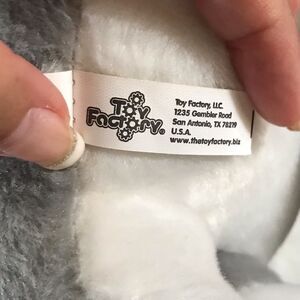 Toy
Factory®
Toy Factory, LLC.
1235 Gembler Road
San Antonio, TX 78219
U.S.A.
www.thetoyfactory.biz